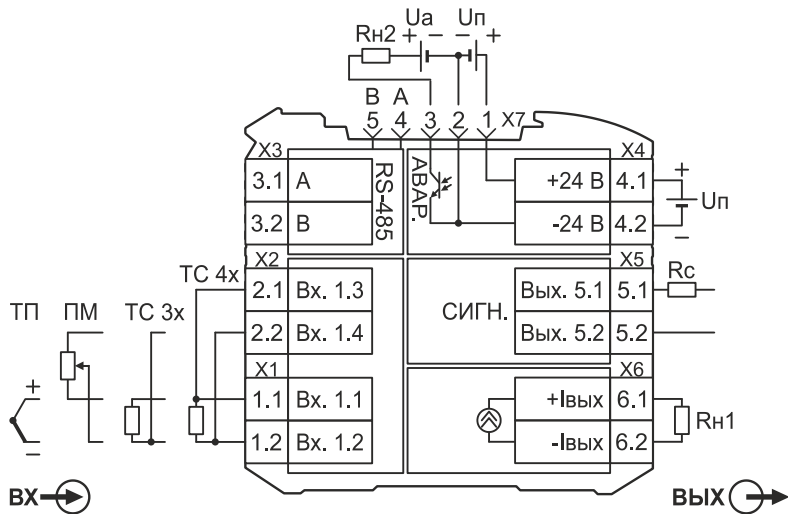 Uа Uп
Rн2 + − − +
B A
5 4 3 2 1 X7
X3 X4
3.1 A RS-485 АВАР. +24 В 4.1 +
3.2 B -24 В 4.2 − Uп
X2 X5
ТС 4х Rс
2.1 Вх. 1.3 СИГН. Вых. 5.1 5.1
ТП ПМ ТС 3х
2.2 Вх. 1.4 Вых. 5.2 5.2
X1 X6
+ 1.1 Вх. 1.1 +Iвых 6.1
Rн1
− 1.2 Вх. 1.2 -Iвых 6.2
ВХ ВЫХ